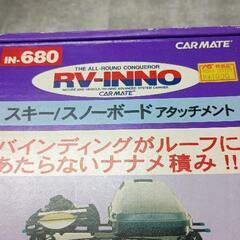 IN-680
CARMATE
THE ALL-ROUND CONQUEROR
RV-INNO
CARMATE
スキー/スノーボード アタッチメント
バインディングがルーフに
あたらないナナメ積み!!